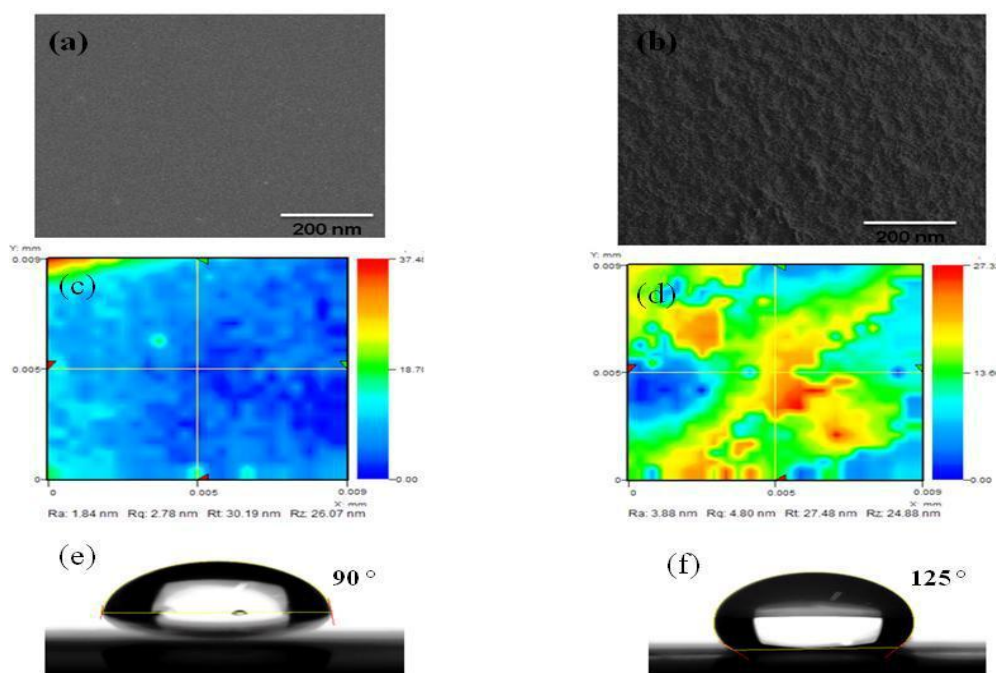 (a)
200 nm
(b)
200 nm
Y: mm
0.009
(c)
0.005
0
0
0.005
0.009
X: mm
37.48
18.70
0.00
Ra: 1.84 nm Rq: 2.78 nm Rt: 30.19 nm Rz: 26.07 nm
Y: mm
0.009
(d)
0.005
0
0
0.005
0.009
X: mm
27.3
13.6
0.00
Ra: 3.88 nm Rq: 4.80 nm Rt: 27.48 nm Rz: 24.88 nm
(e)
90 °
(f)
125°